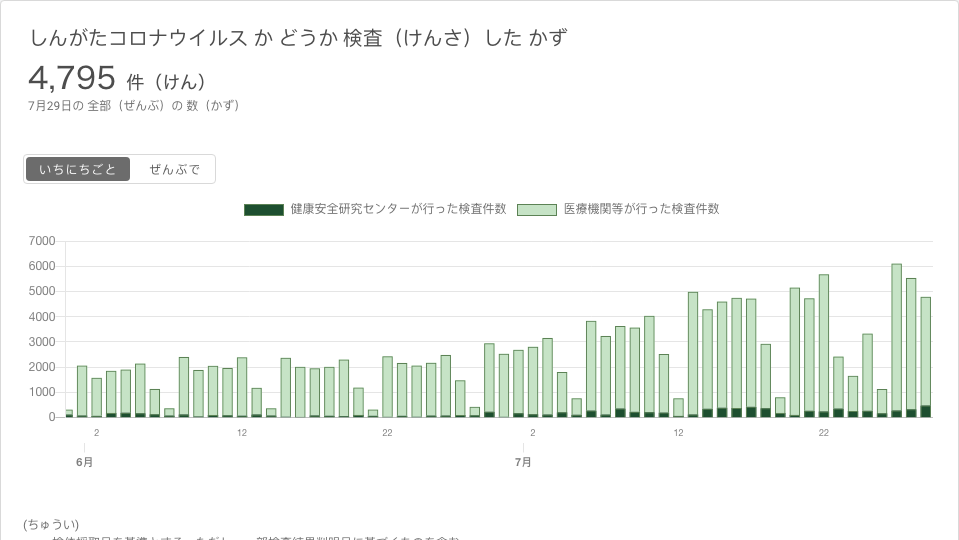 しんがたコロナウイルス か どうか 検査（けんさ）した かず
4,795 件（けん）
7月29日の 全部（ぜんぶ）の 数（かず）
いちにちごと ぜんぶで
健康安全研究センターが行った検査件数 医療機関等が行った検査件数
7000
6000
5000
4000
3000
2000
1000
0
2 12 22 2 12 22
6月 7月
(ちゅうい)